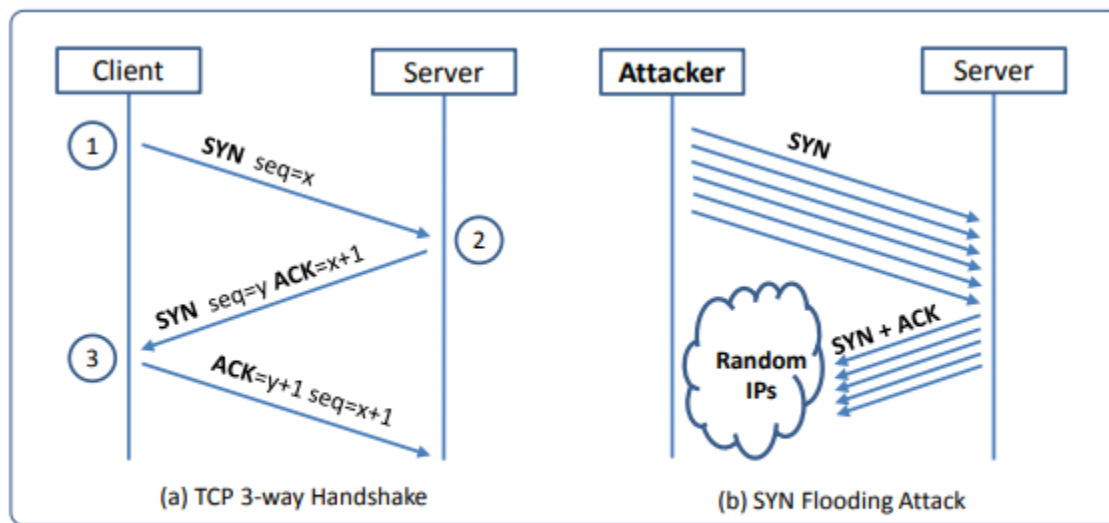 Client
Server
1
SYN seq=x
2
SYN seq=y ACK=x+1
3
ACK=y+1 seq=x+1
(a) TCP 3-way Handshake
Attacker
Server
SYN
SYN + ACK
Random
IPs
(b) SYN Flooding Attack